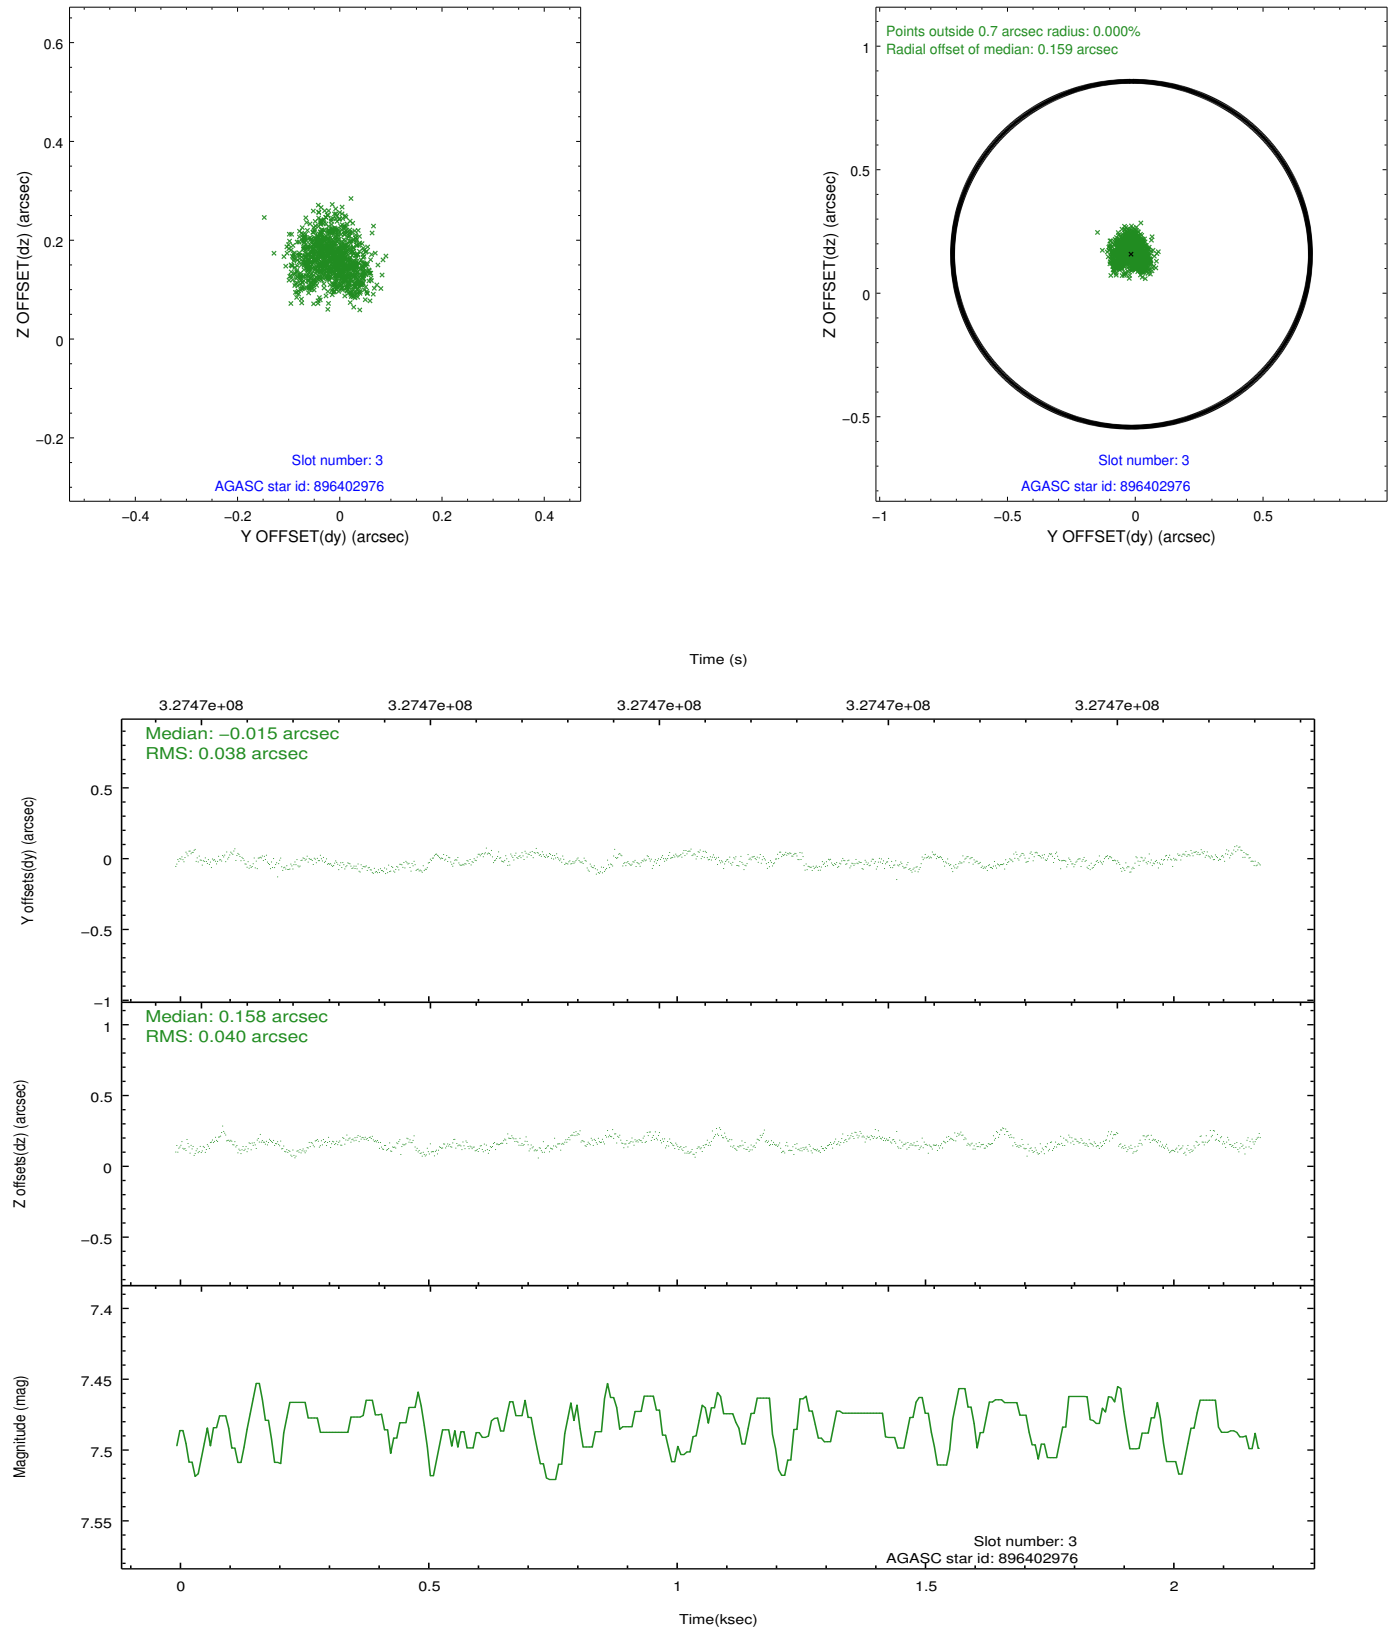 0.6
0.4
0.2
0
−0.2
Z OFFSET(dz) (arcsec)
Slot number: 3
AGASC star id: 896402976
−0.4 −0.2 0 0.2 0.4
Y OFFSET(dy) (arcsec)
Points outside 0.7 arcsec radius: 0.000%
Radial offset of median: 0.159 arcsec
1
0.5
0
−0.5
Z OFFSET(dz) (arcsec)
Slot number: 3
AGASC star id: 896402976
−1 −0.5 0 0.5
Y OFFSET(dy) (arcsec)
Time (s)
3.2747e+08 3.2747e+08 3.2747e+08 3.2747e+08 3.2747e+08
Median: −0.015 arcsec
RMS: 0.038 arcsec
0.5
0
−0.5
−1
Y offsets(dy) (arcsec)
Median: 0.158 arcsec
RMS: 0.040 arcsec
1
0.5
0
−0.5
Z offsets(dz) (arcsec)
7.4
7.45
7.5
7.55
Magnitude (mag)
Slot number: 3
AGASC star id: 896402976
0 0.5 1 1.5 2
Time(ksec)